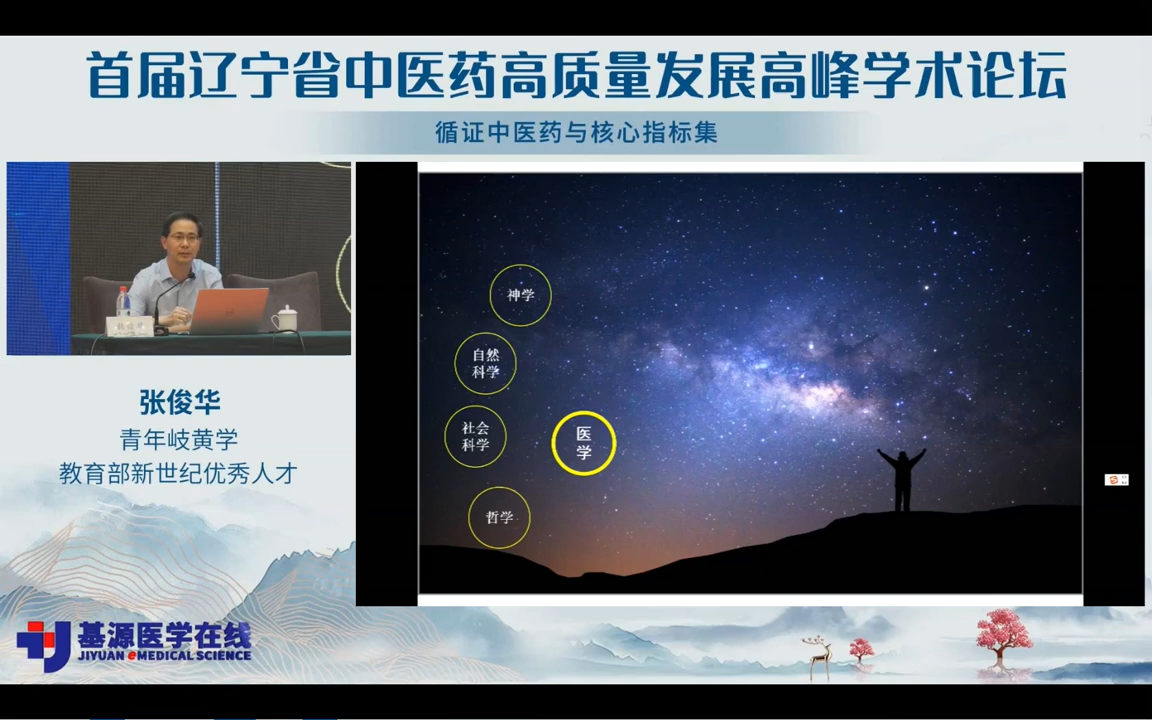 首届辽宁省中医药高质量发展高峰学术论坛
循证中医药与核心指标集
张俊华
青年岐黄学
教育部新世纪优秀人才
神学
自然
科学
社会
科学
医
学
哲学
基源医学在线
JIYUAN eMEDICAL SCIENCE